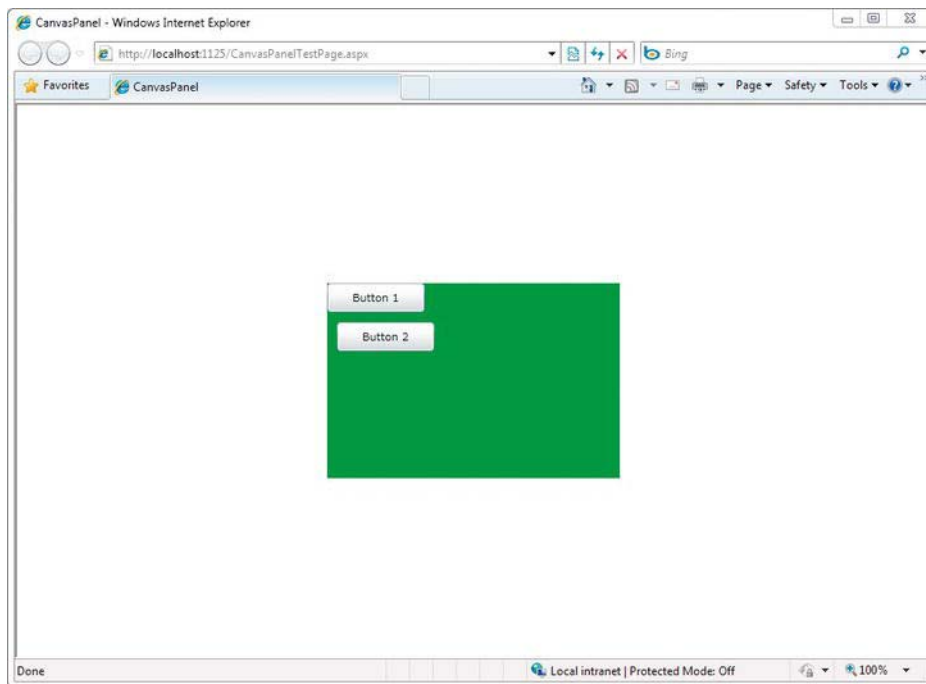 CanvasPanel - Windows Internet Explorer
http://localhost:1125/CanvasPanelTestPage.aspx
Bing
Favorites
CanvasPanel
Page
Safety
Tools
Button 1
Button 2
Done
Local intranet | Protected Mode: Off
100%